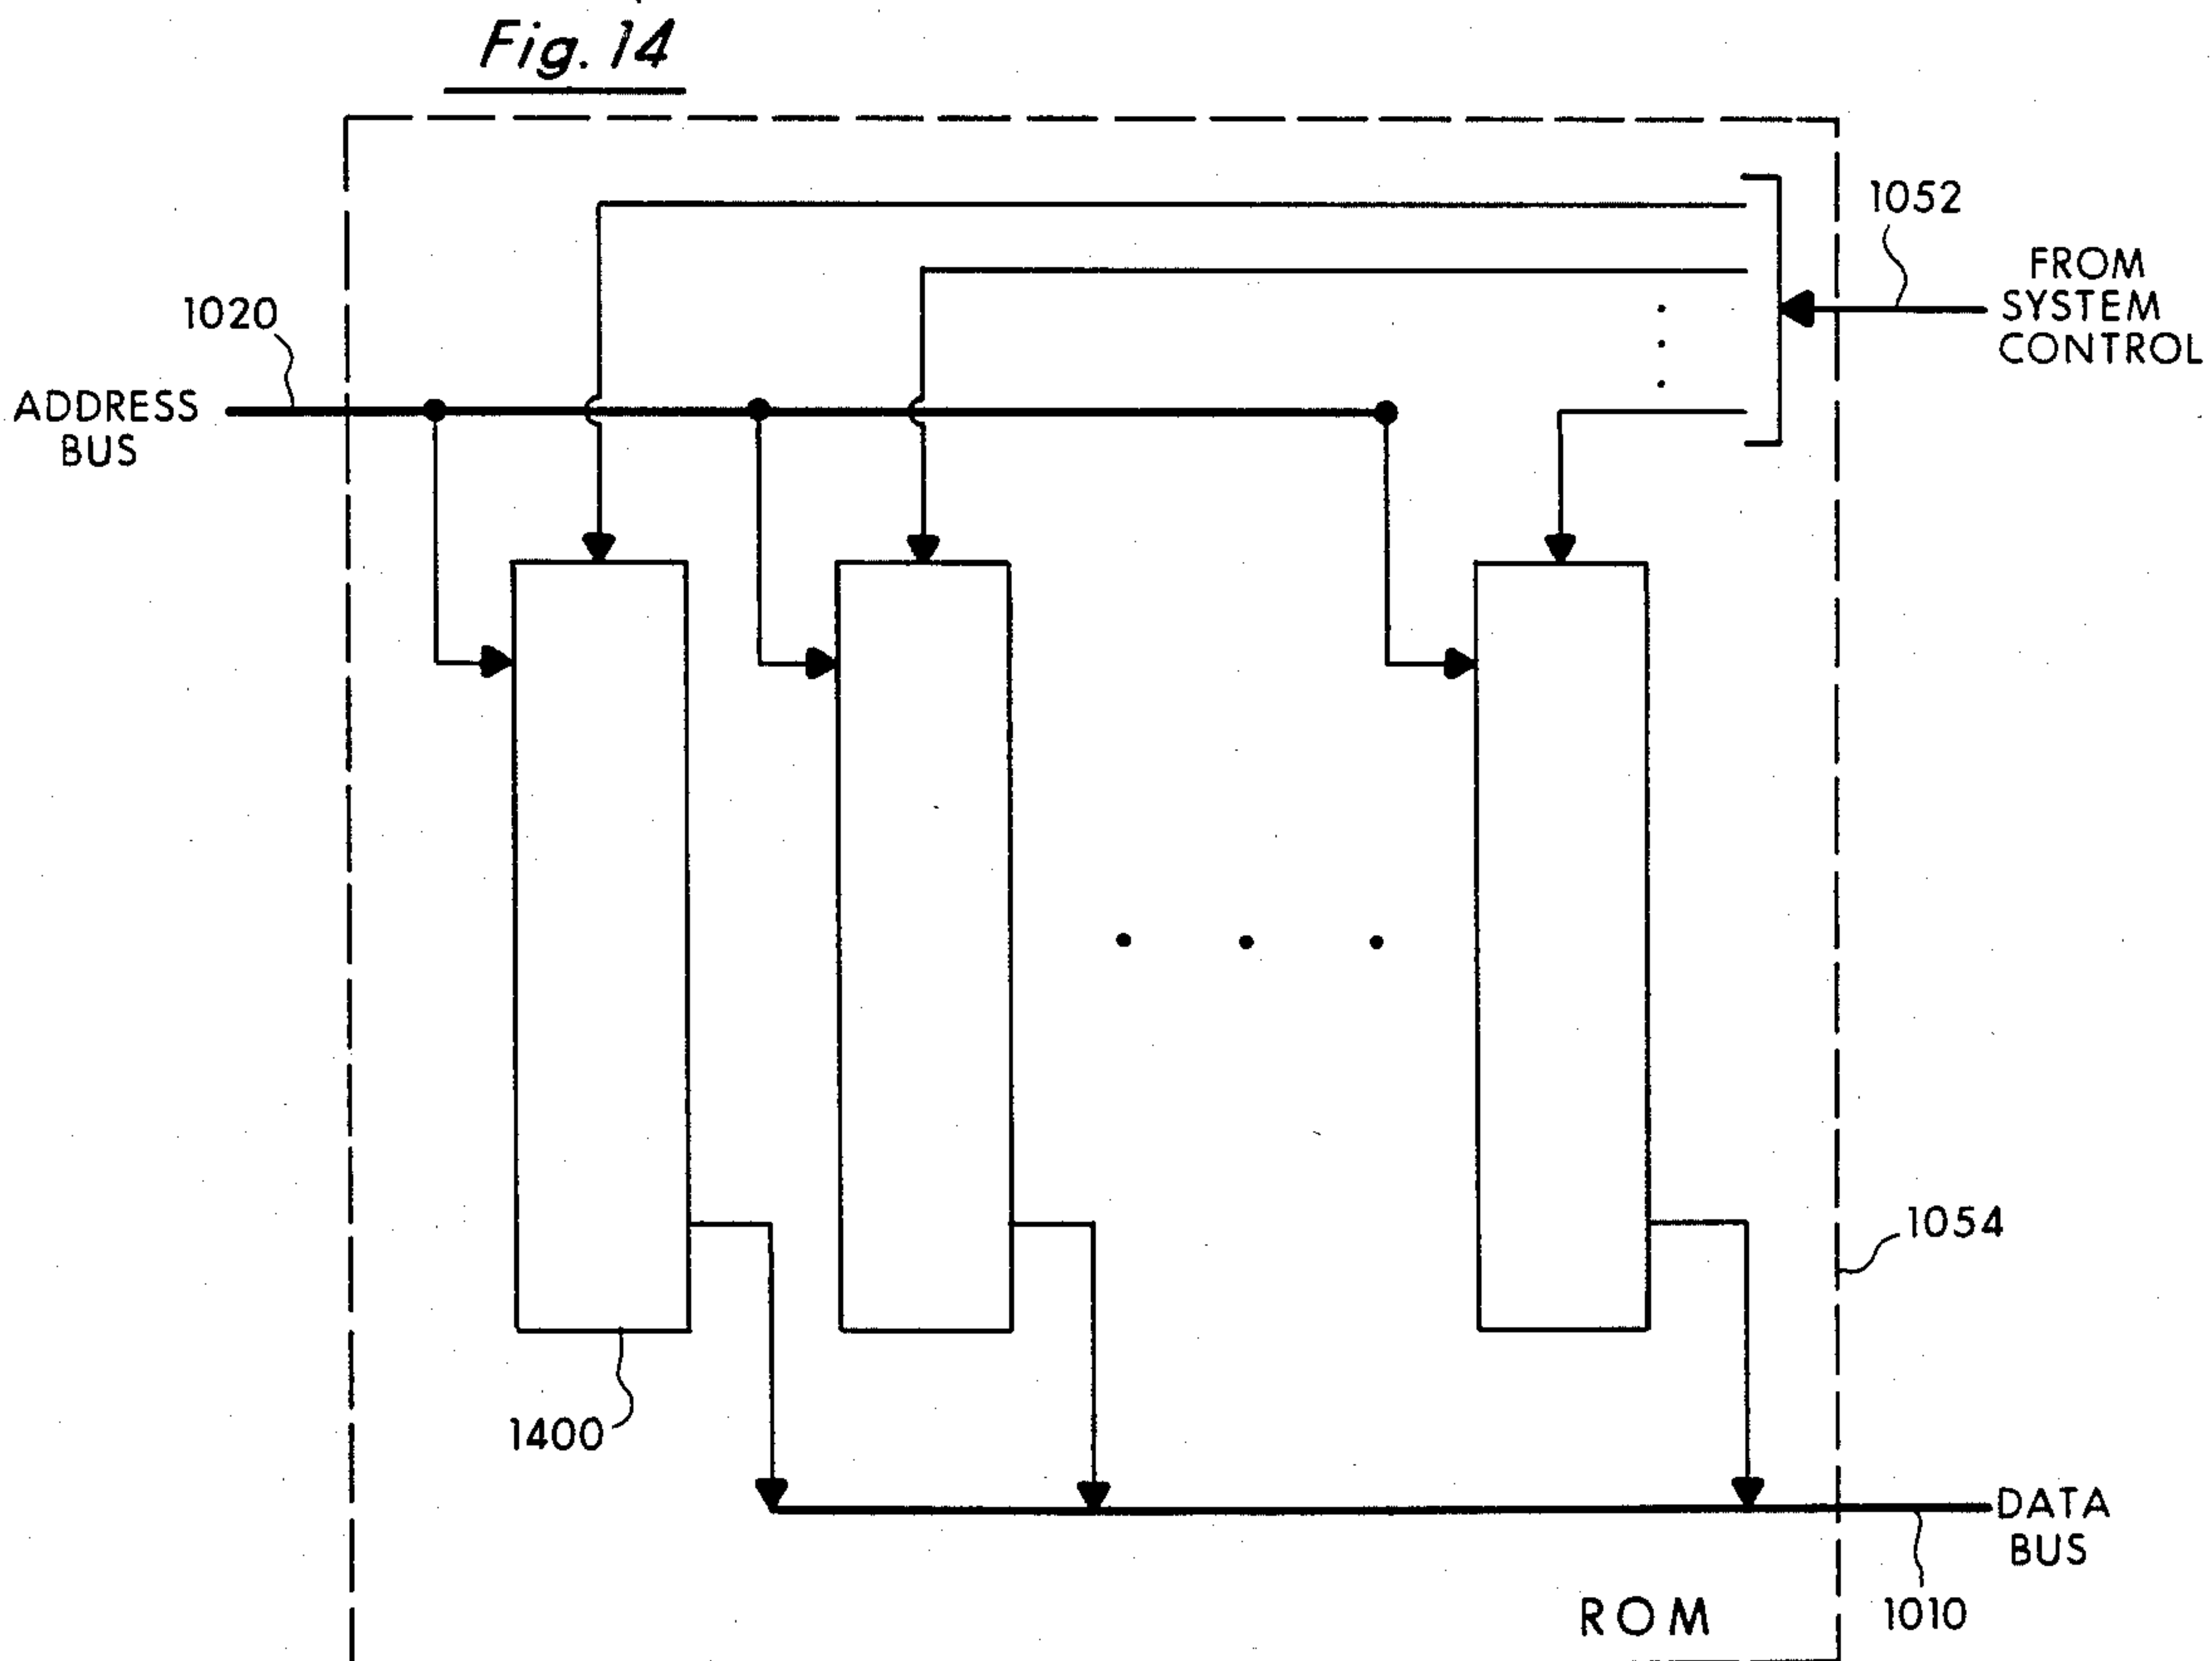 Fig. 14
1052
FROM
SYSTEM
CONTROL
1020
ADDRESS
BUS
1054
1400
DATA
BUS
ROM
1010